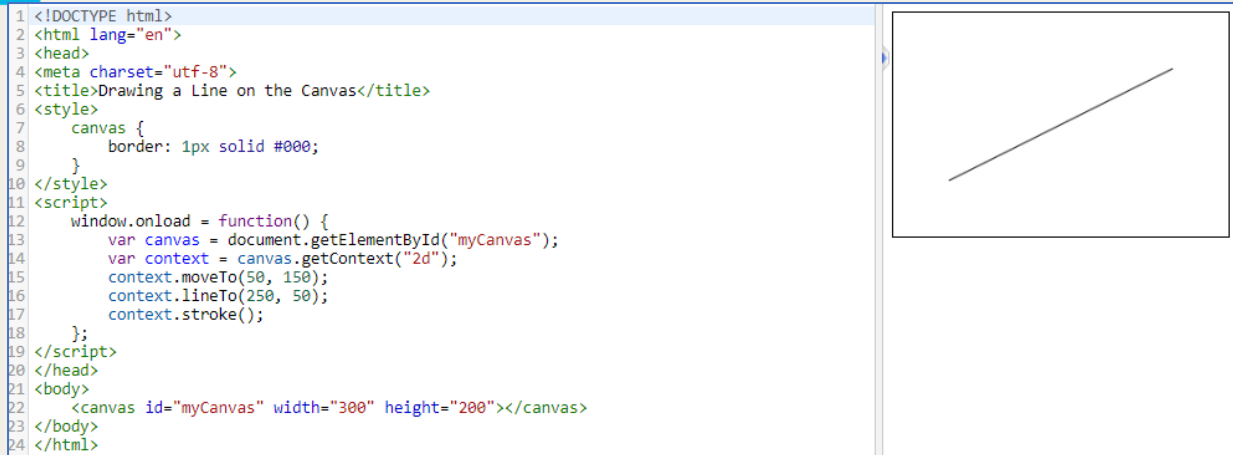 1 <!DOCTYPE html>
2 <html lang="en">
3 <head>
4 <meta charset="utf-8">
5 <title>Drawing a Line on the Canvas</title>
6 <style>
7     canvas {
8         border: 1px solid #000;
9     }
10 </style>
11 <script>
12     window.onload = function() {
13         var canvas = document.getElementById("myCanvas");
14         var context = canvas.getContext("2d");
15         context.moveTo(50, 150);
16         context.lineTo(250, 50);
17         context.stroke();
18     };
19 </script>
20 </head>
21 <body>
22     <canvas id="myCanvas" width="300" height="200"></canvas>
23 </body>
24 </html>